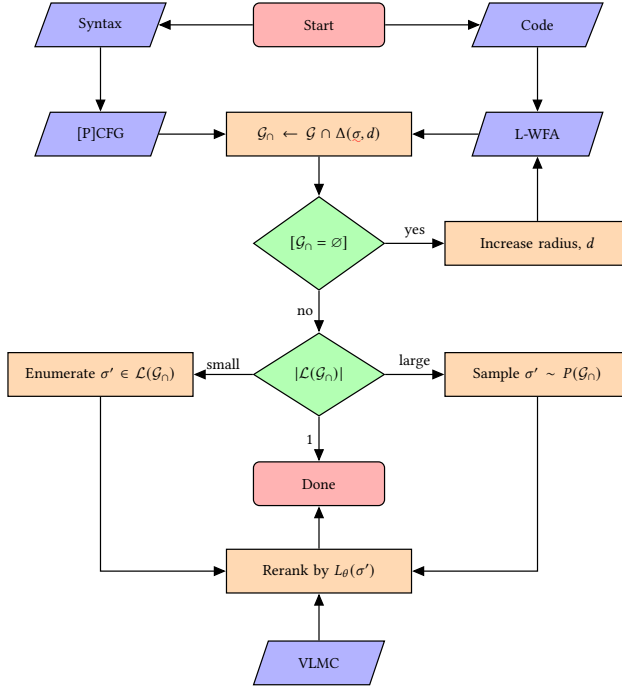 Syntax
Start
Code
[P]CFG
𝒢∩ ← 𝒢 ∩ Δ(σ, d)
L-WFA
[𝒢∩ = ∅]
yes
Increase radius, d
no
Enumerate σ′ ∈ ℒ(𝒢∩)
small
|ℒ(𝒢∩)|
large
Sample σ′ ∼ P(𝒢∩)
1
Done
Rerank by L_θ(σ′)
VLMC